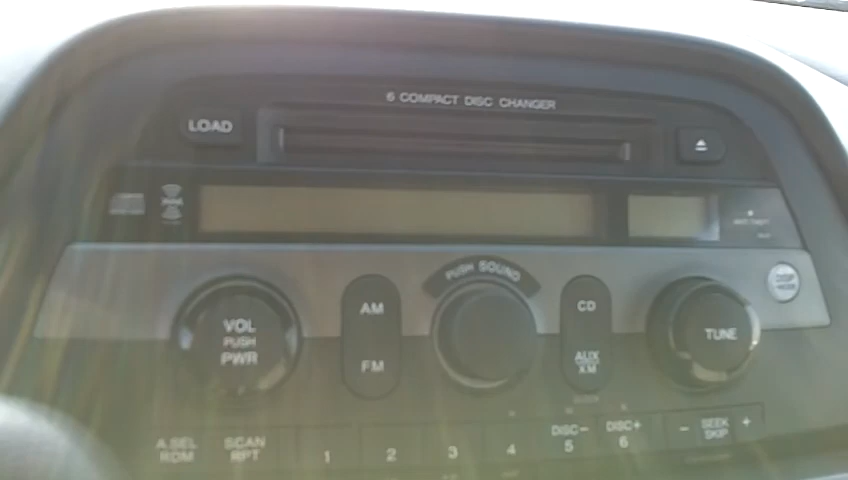 6 COMPACT DISC CHANGER
LOAD
PUSH SOUND
AM
CD
VOL
PUSH
PWR
TUNE
FM
AUX
XM
A.SEL
RDM
SCAN
RPT
1
2
3
4
DISC-
5
DISC+
6
-
SEEK
SKIP
+